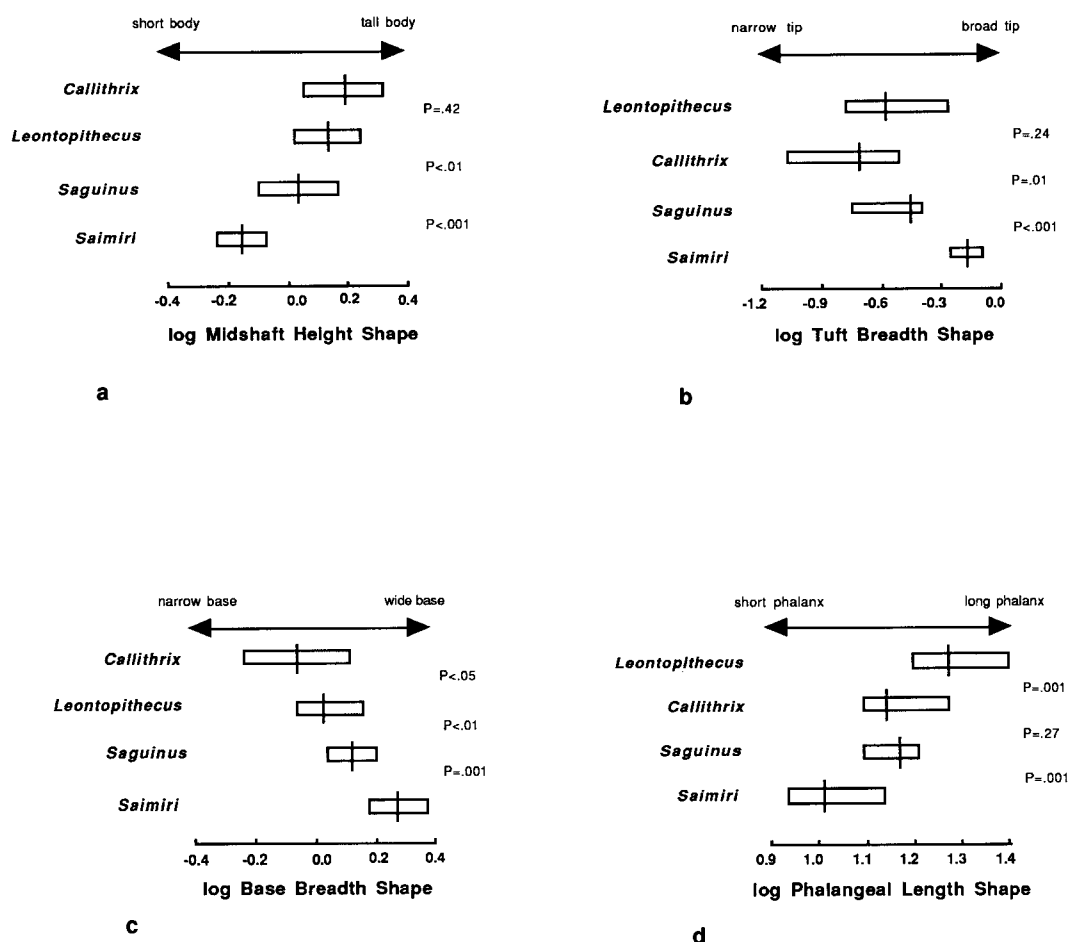 short body tall body
Callithrix
P=.42
Leontopithecus
P<.01
Saguinus
P<.001
Saimiri
-0.4 -0.2 0.0 0.2 0.4
log Midshaft Height Shape
a
narrow tip broad tip
Leontopithecus
P=.24
Callithrix
P=.01
Saguinus
P<.001
Saimiri
-1.2 -0.9 -0.6 -0.3 0.0
log Tuft Breadth Shape
b
narrow base wide base
Callithrix
P<.05
Leontopithecus
P<.01
Saguinus
P=.001
Saimiri
-0.4 -0.2 0.0 0.2 0.4
log Base Breadth Shape
c
short phalanx long phalanx
Leontopithecus
P=.001
Callithrix
P=.27
Saguinus
P=.001
Saimiri
0.9 1.0 1.1 1.2 1.3 1.4
log Phalangeal Length Shape
d